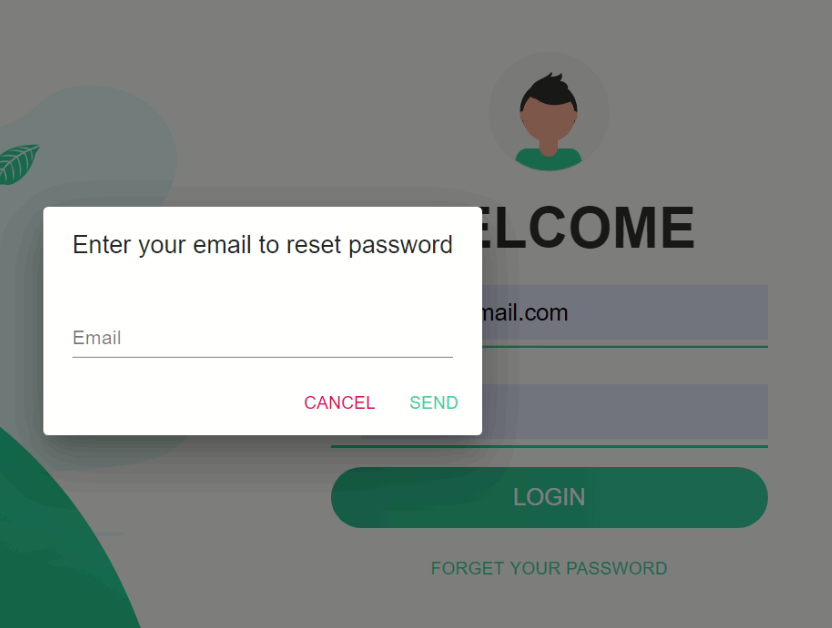 ELCOME
Enter your email to reset password
mail.com
Email
CANCEL SEND
LOGIN
FORGET YOUR PASSWORD